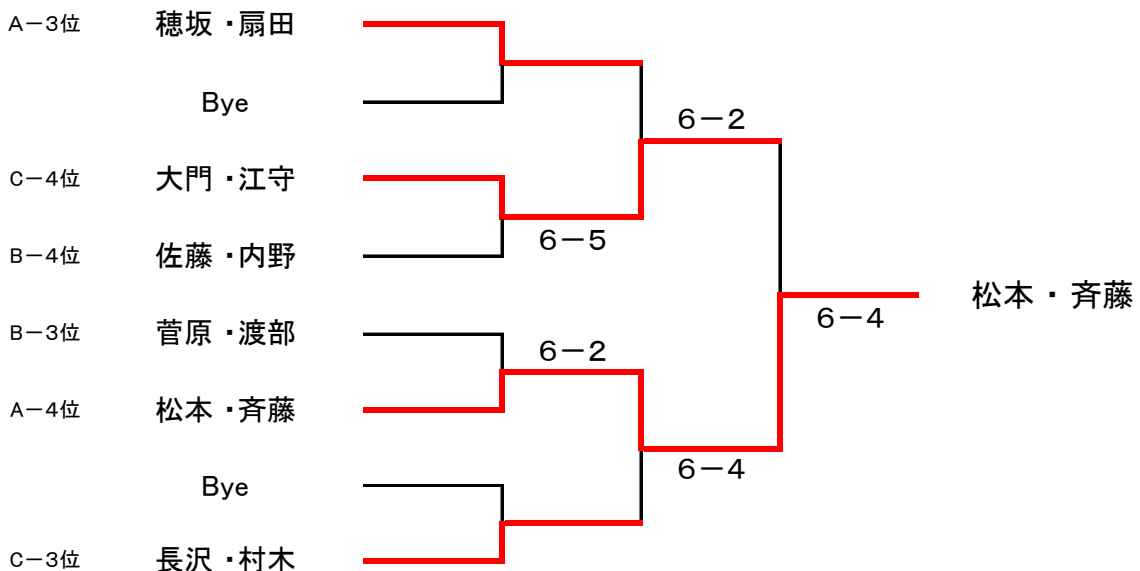 A－3位 穂坂・扇田
Bye
6－2
C－4位 大門・江守
6－5
B－4位 佐藤・内野
松本・斉藤
6－4
B－3位 菅原・渡部
6－2
A－4位 松本・斉藤
6－4
Bye
C－3位 長沢・村木